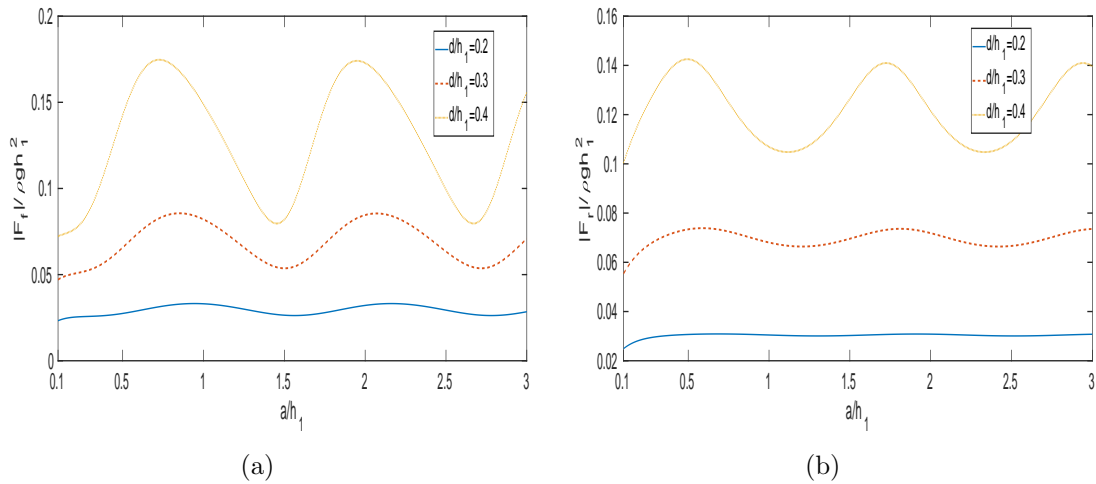 |F_f|/ρgh_1^2
0.2
0.15
0.1
0.05
0
0.1
0.5
1
1.5
2
2.5
3
a/h_1
d/h_1=0.2
d/h_1=0.3
d/h_1=0.4
(a)
|F_r|/ρgh_1^2
0.16
0.14
0.12
0.1
0.08
0.06
0.04
0.02
0.1
0.5
1
1.5
2
2.5
3
a/h_1
d/h_1=0.2
d/h_1=0.3
d/h_1=0.4
(b)